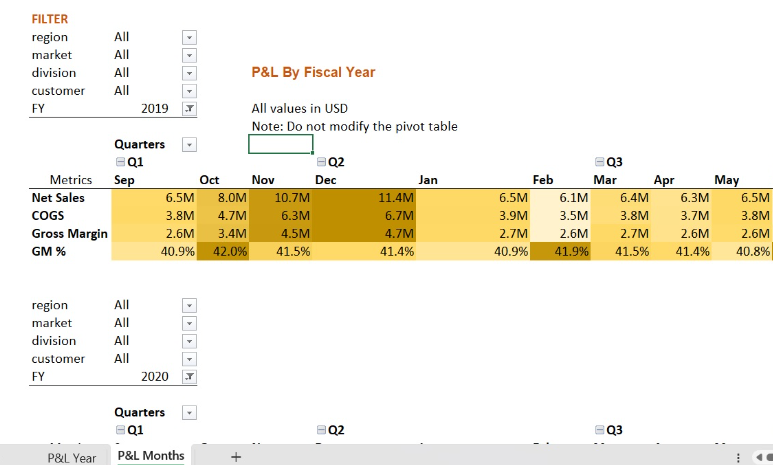 FILTER
region All
market All
division All
customer All
FY 2019
P&L By Fiscal Year
All values in USD
Note: Do not modify the pivot table
Quarters
Q1 Q2 Q3
Metrics Sep Oct Nov Dec Jan Feb Mar Apr May
Net Sales 6.5M 8.0M 10.7M 11.4M 6.5M 6.1M 6.4M 6.3M 6.5M
COGS 3.8M 4.7M 6.3M 6.7M 3.9M 3.5M 3.8M 3.7M 3.8M
Gross Margin 2.6M 3.4M 4.5M 4.7M 2.7M 2.6M 2.7M 2.6M 2.6M
GM % 40.9% 42.0% 41.5% 41.4% 40.9% 41.9% 41.5% 41.4% 40.8%
region All
market All
division All
customer All
FY 2020
Quarters
Q1 Q2 Q3
P&L Year P&L Months +